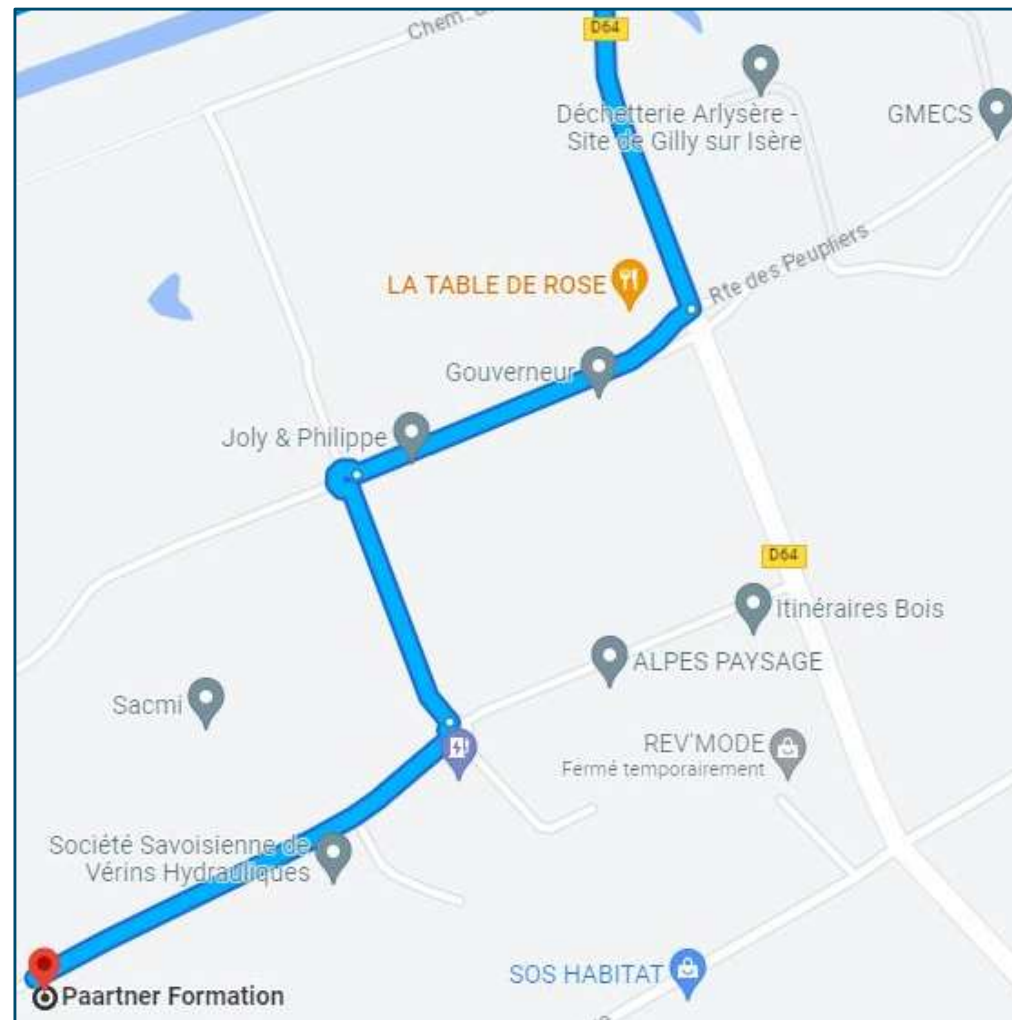 Chem.
D64
Déchetterie Arlysère -
Site de Gilly sur Isère
GMECS
Rte des Peupliers
LA TABLE DE ROSE
Gouverneur
Joly & Philippe
D64
Itinéraires Bois
ALPES PAYSAGE
Sacmi
REV'MODE
Fermé temporairement
Société Savoisienne de
Vérins Hydrauliques
SOS HABITAT
Paartner Formation